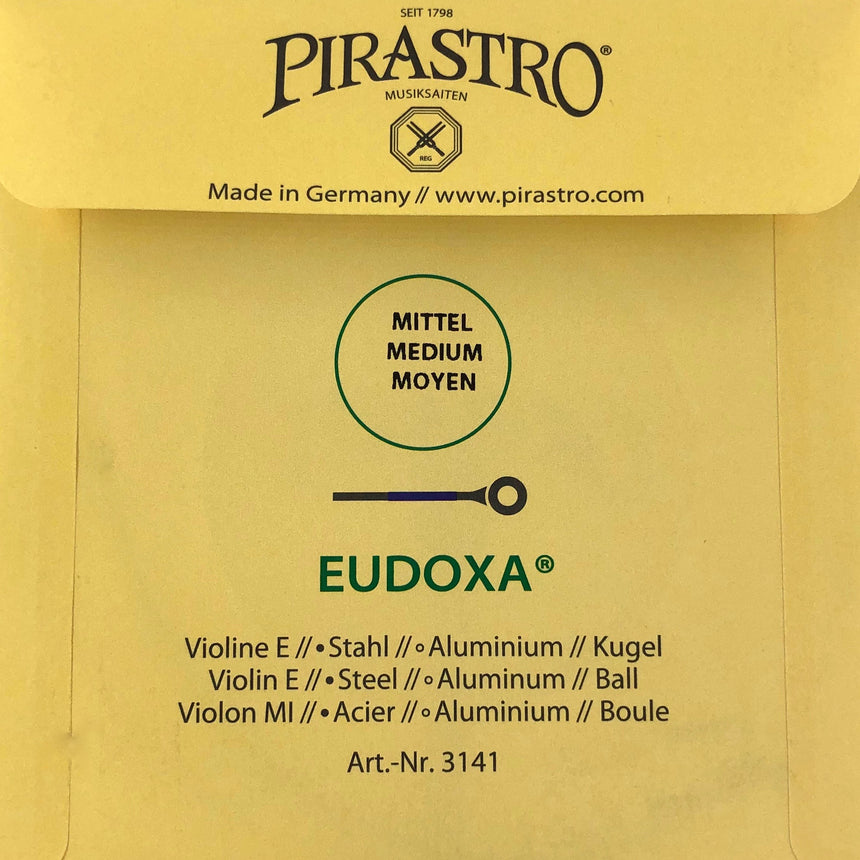 SEIT 1798
PIRASTRO®
MUSIKSAITEN
REG
Made in Germany // www.pirastro.com
MITTEL
MEDIUM
MOYEN
EUDOXA®
Violine E //•Stahl //∘Aluminium // Kugel
Violin E //•Steel //∘Aluminum // Ball
Violon MI //•Acier //∘Aluminium // Boule
Art.-Nr. 3141